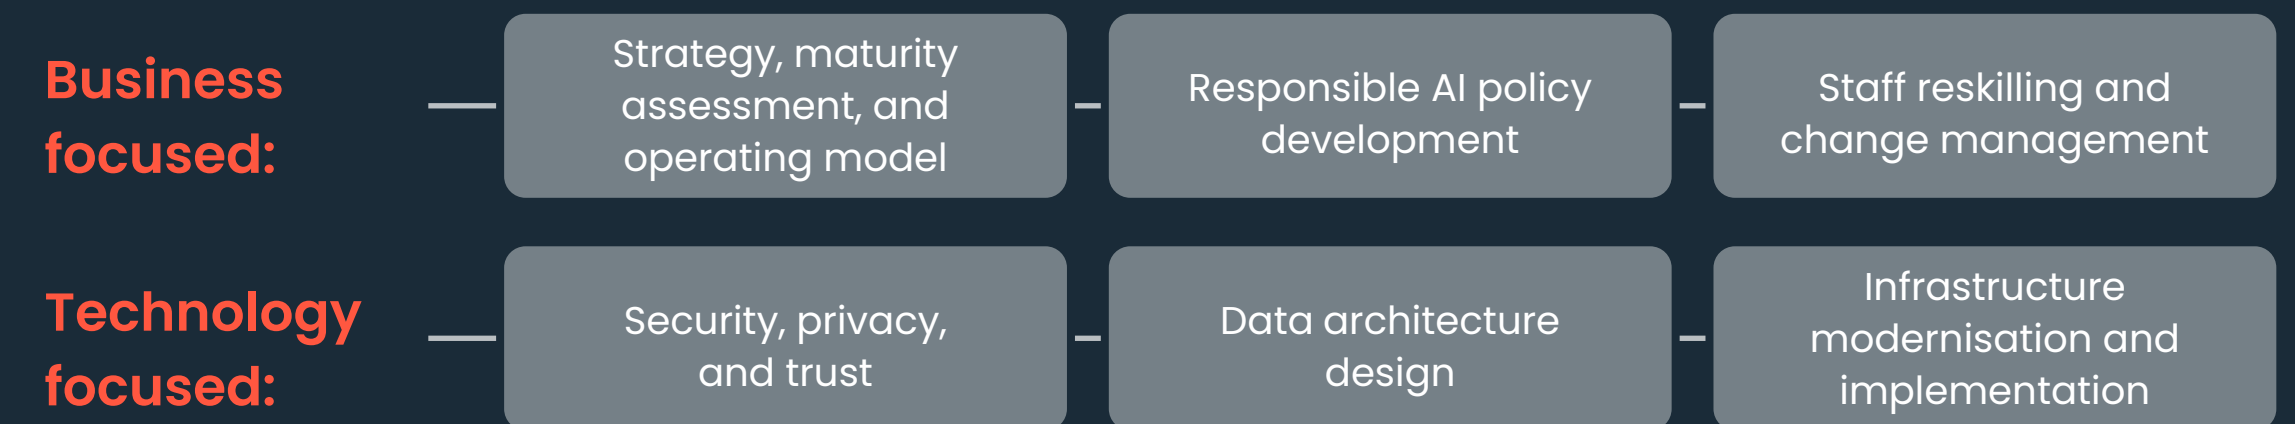 Business
focused:
Strategy, maturity
assessment, and
operating model
Responsible AI policy
development
Staff reskilling and
change management
Technology
focused:
Security, privacy,
and trust
Data architecture
design
Infrastructure
modernisation and
implementation